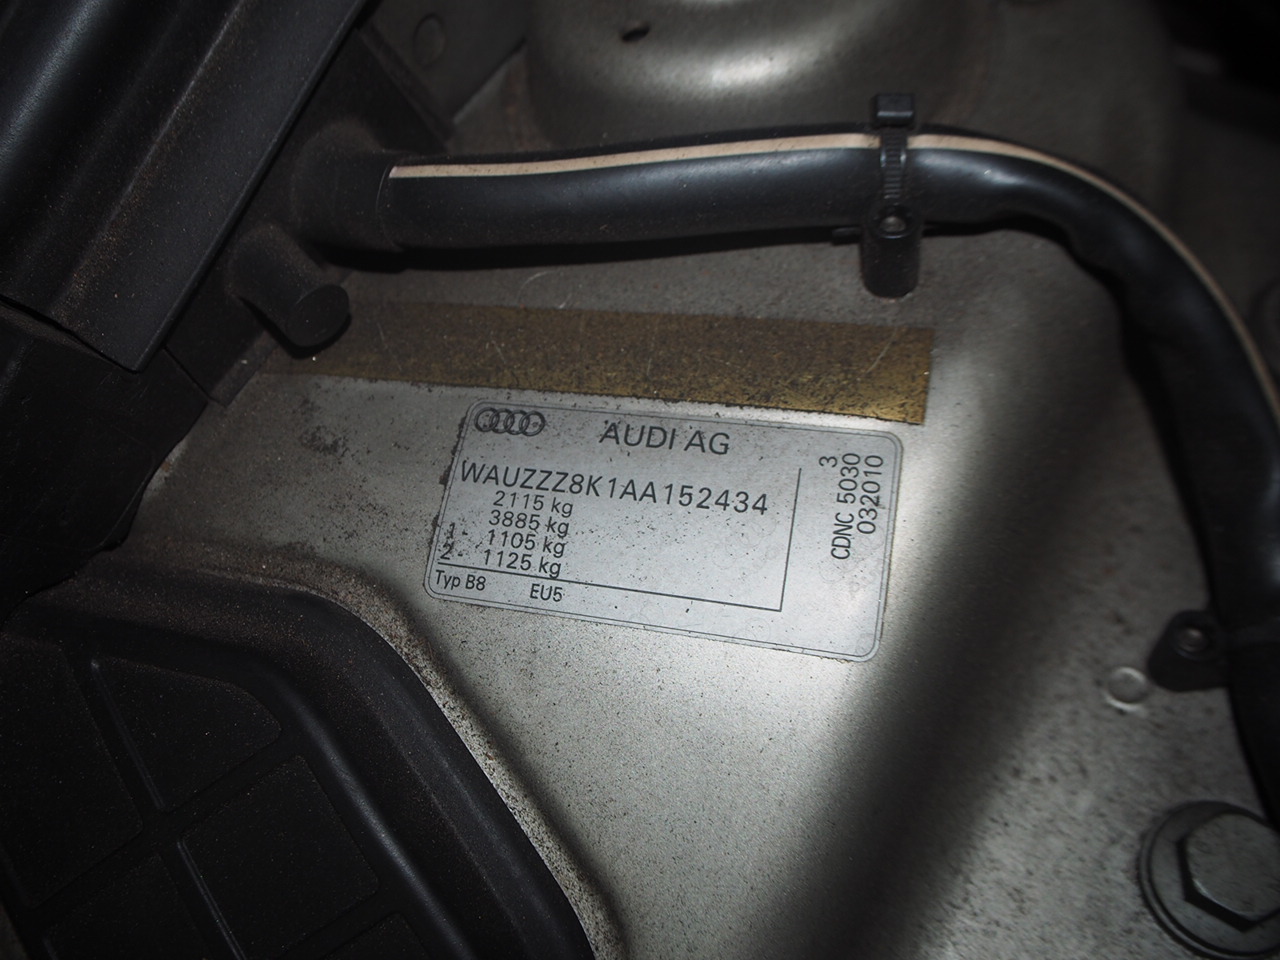 AUDI AG
WAUZZZ8K1AA152434
2115 kg
3885 kg
1- 1105 kg
2- 1125 kg
Typ B8 EU5
3
CDNC 5030
032010